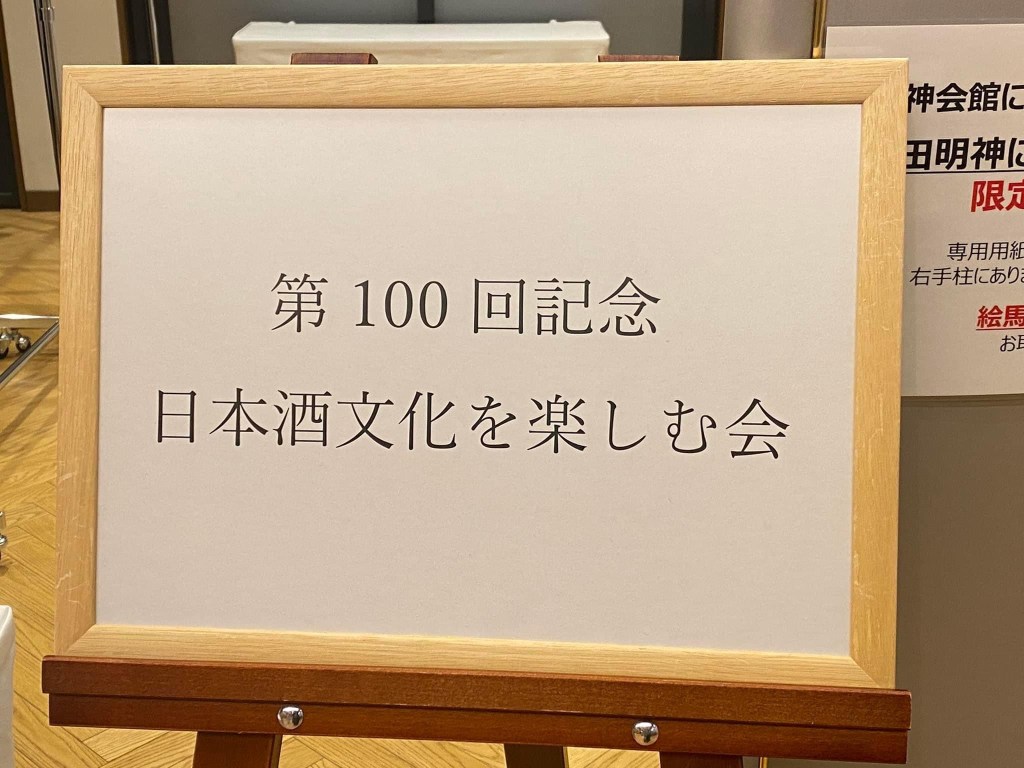 第100回記念
日本酒文化を楽しむ会
神会館に
田明神に
限定
専用用紙
右手柱にあり
絵馬
お